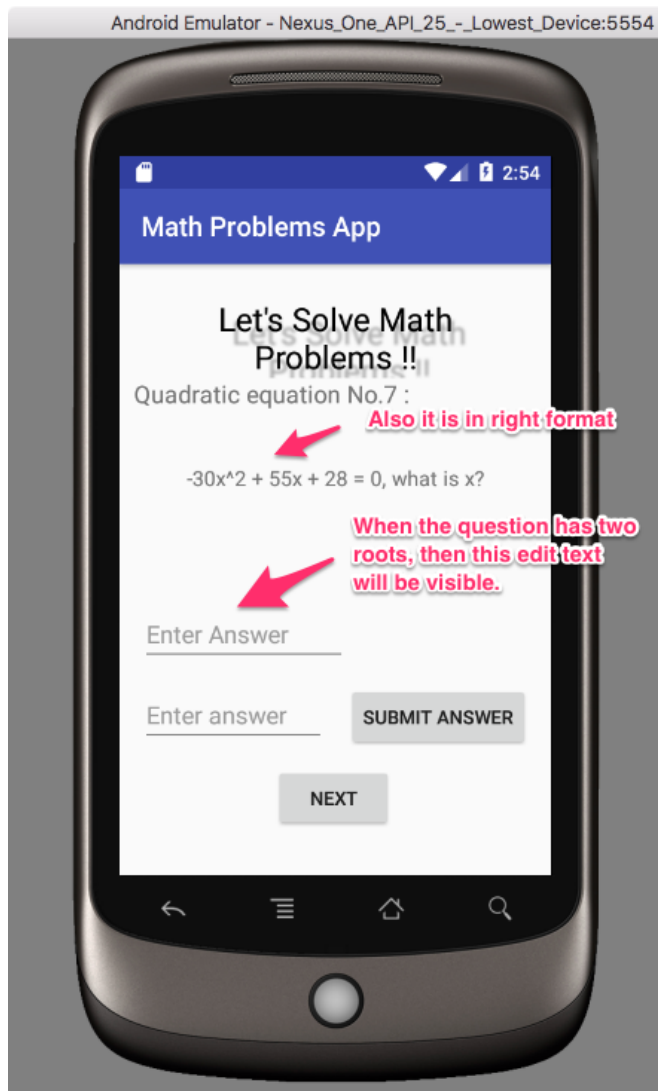 Android Emulator - Nexus_One_API_25_-_Lowest_Device:5554
2:54
Math Problems App
Let's Solve Math
Problems !!
Quadratic equation No.7 :
Also it is in right format
-30x^2 + 55x + 28 = 0, what is x?
When the question has two
roots, then this edit text
will be visible.
Enter Answer
Enter answer
SUBMIT ANSWER
NEXT